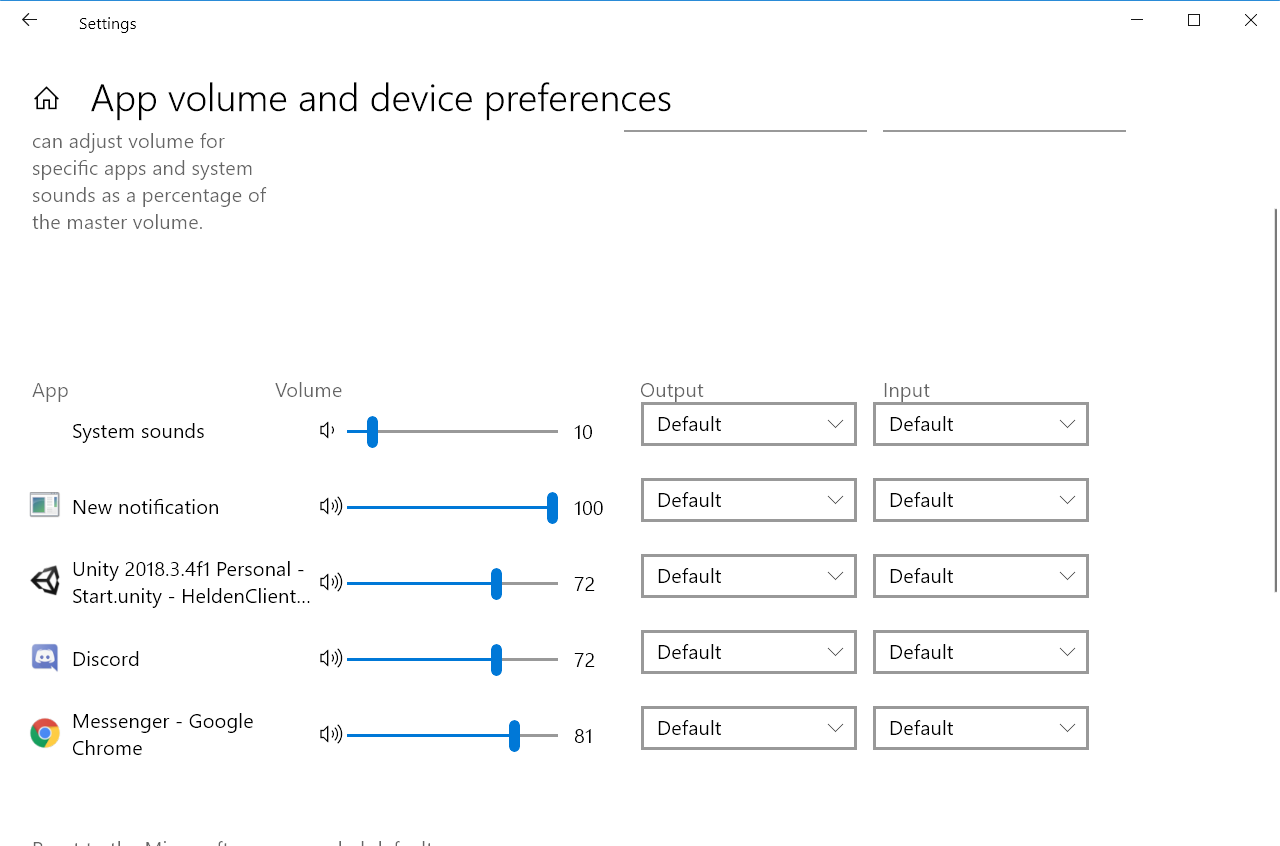 Settings
App volume and device preferences
can adjust volume for
specific apps and system
sounds as a percentage of
the master volume.
App Volume Output Input
System sounds 10 Default Default
New notification 100 Default Default
Unity 2018.3.4f1 Personal -
Start.unity - HeldenClient... 72 Default Default
Discord 72 Default Default
Messenger - Google
Chrome 81 Default Default